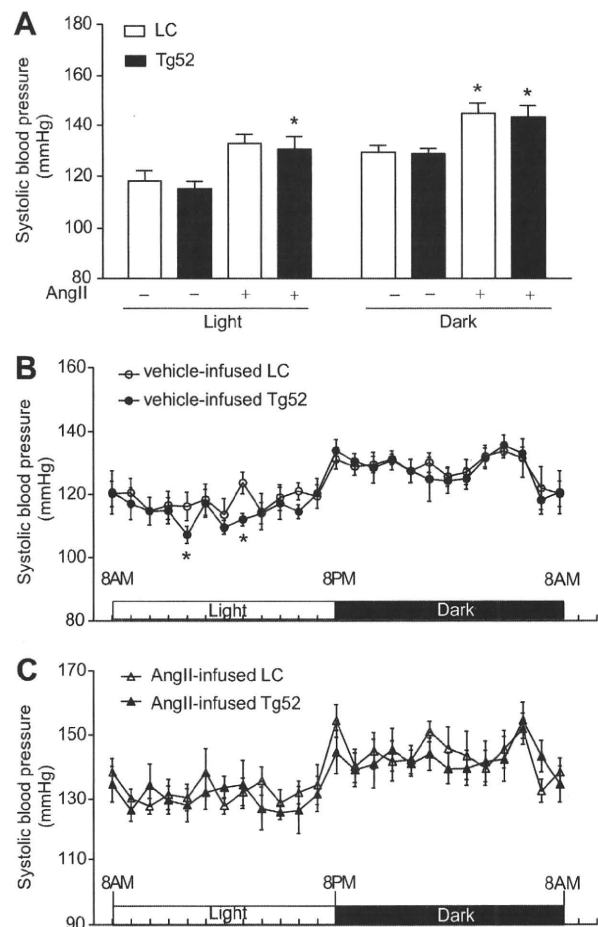 A
LC
Tg52
Systolic blood pressure
(mmHg)
180
160
140
120
100
80
* * *
AngII − − + + − − + +
Light Dark
B
vehicle-infused LC
vehicle-infused Tg52
Systolic blood pressure
(mmHg)
160
140
120
100
80
* *
8AM 8PM 8AM
Light Dark
C
AngII-infused LC
AngII-infused Tg52
Systolic blood pressure
(mmHg)
170
150
130
110
90
8AM 8PM 8AM
Light Dark